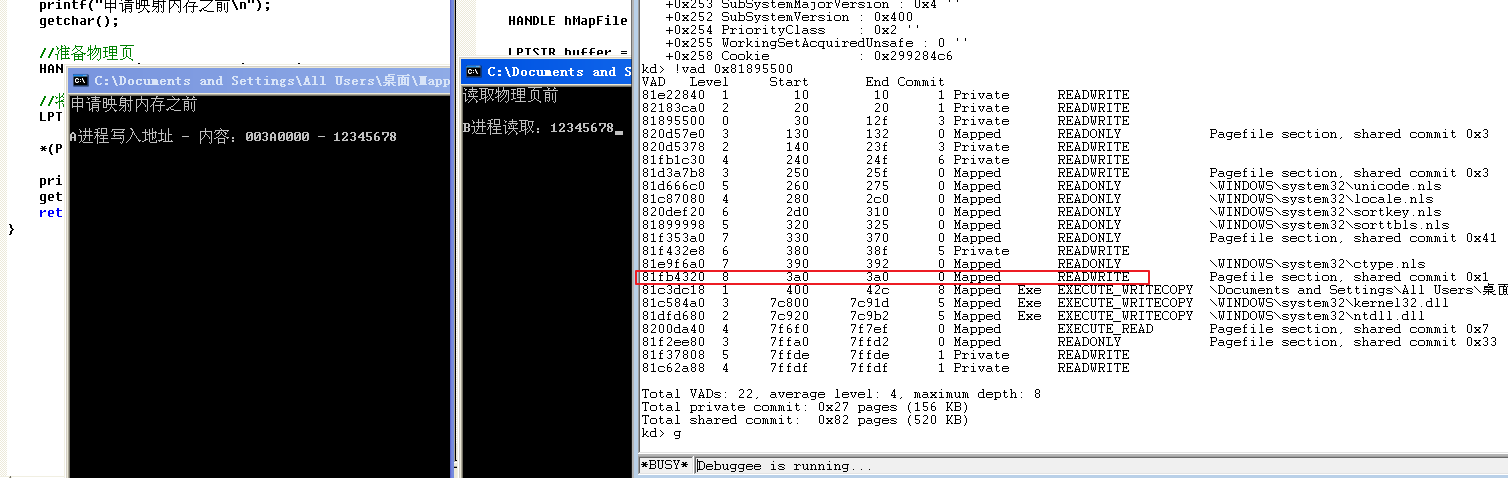 printf("申请映射内存之前\n");
getchar();
//准备物理页
HAN
//将
LPT
*(P
pri
get
ret
}
C:\Documents and Settings\All Users\桌面\Mapp
申请映射内存之前
A进程写入地址 - 内容: 003A0000 - 12345678
HANDLE hMapFile
LPTSTR buffer =
C:\Documents and S
读取物理页前
B进程读取: 12345678_
+0x253 SubSystemMajorVersion : 0x4 ''
+0x252 SubSystemVersion : 0x400
+0x254 PriorityClass : 0x2 ''
+0x255 WorkingSetAcquiredUnsafe : 0 ''
+0x258 Cookie : 0x299284c6
kd> !vad 0x81895500
VAD Level Start End Commit
81e22840 1 10 10 1 Private READWRITE
82183ca0 2 20 20 1 Private READWRITE
81895500 0 30 12f 3 Private READWRITE
820d57e0 3 130 132 0 Mapped READONLY Pagefile section, shared commit 0x3
820d5378 2 140 23f 3 Private READWRITE
81fb1c30 4 240 24f 6 Private READWRITE
81d3a7b8 3 250 25f 0 Mapped READWRITE Pagefile section, shared commit 0x3
81d666c0 5 260 275 0 Mapped READONLY \WINDOWS\system32\unicode.nls
81c87080 4 280 2c0 0 Mapped READONLY \WINDOWS\system32\locale.nls
820def20 6 2d0 310 0 Mapped READONLY \WINDOWS\system32\sortkey.nls
81899998 5 320 325 0 Mapped READONLY \WINDOWS\system32\sorttbls.nls
81f353a0 7 330 370 0 Mapped READONLY Pagefile section, shared commit 0x41
81f432e8 6 380 38f 5 Private READWRITE
81e9f6a0 7 390 392 0 Mapped READONLY \WINDOWS\system32\ctype.nls
81fb4320 8 3a0 3a0 0 Mapped READWRITE Pagefile section, shared commit 0x1
81c3dc18 1 400 42c 8 Mapped Exe EXECUTE_WRITECOPY \Documents and Settings\All Users\桌面
81c584a0 3 7c800 7c91d 5 Mapped Exe EXECUTE_WRITECOPY \WINDOWS\system32\kernel32.dll
81dfd680 2 7c920 7c9b2 5 Mapped Exe EXECUTE_WRITECOPY \WINDOWS\system32\ntdll.dll
8200da40 4 7f6f0 7f7ef 0 Mapped EXECUTE_READ Pagefile section, shared commit 0x7
81f2ee80 3 7ffa0 7ffd2 0 Mapped READONLY Pagefile section, shared commit 0x33
81f37808 5 7ffde 7ffde 1 Private READWRITE
81c62a88 4 7ffdf 7ffdf 1 Private READWRITE
Total VADs: 22, average level: 4, maximum depth: 8
Total private commit: 0x27 pages (156 KB)
Total shared commit: 0x82 pages (520 KB)
kd> g
*BUSY* Debuggee is running...